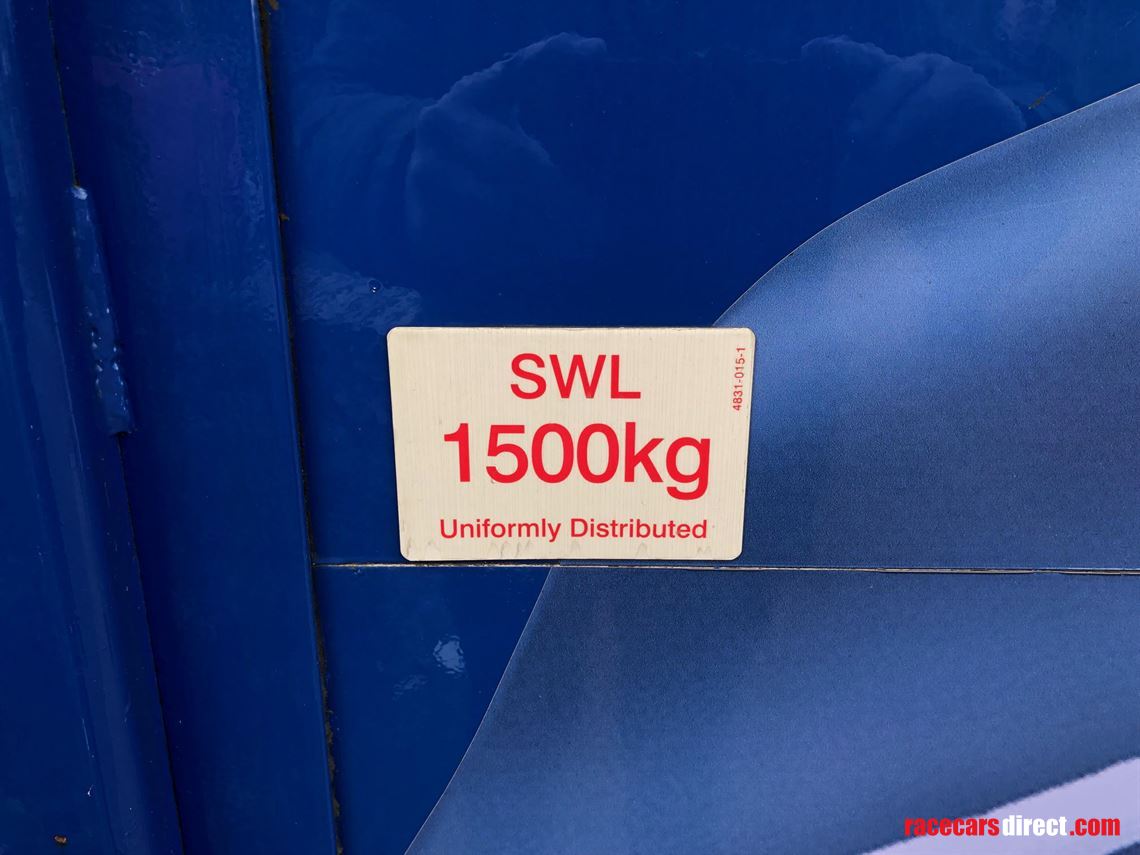 SWL
1500kg
Uniformly Distributed
4831-015-1
racecarsdirect.com